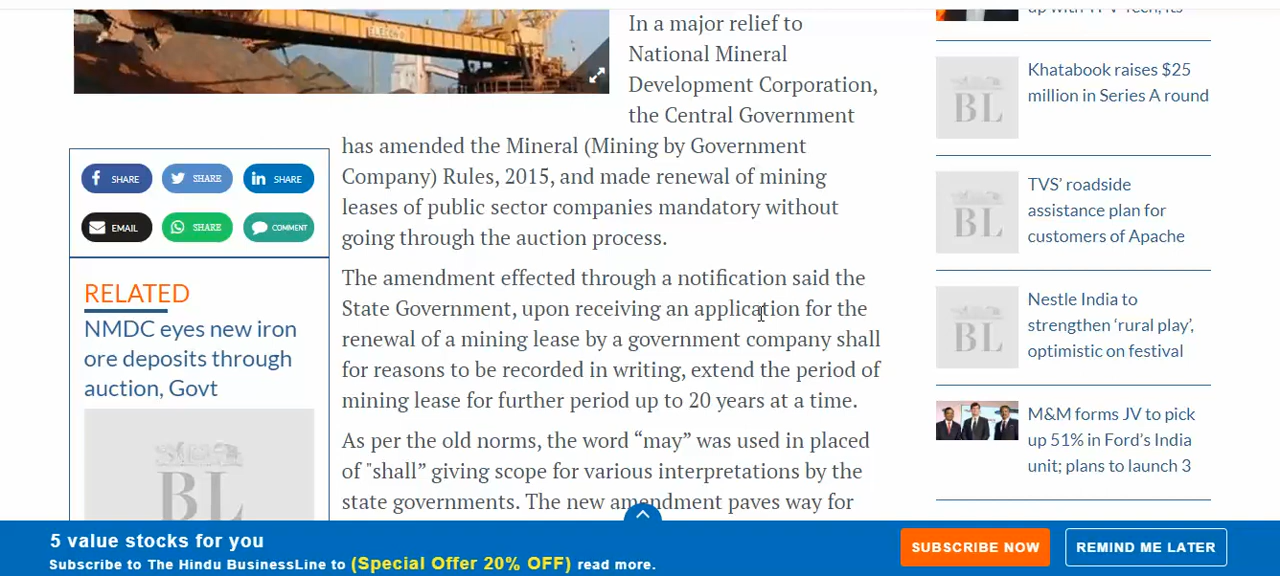 ELECON
In a major relief to
National Mineral
Development Corporation,
the Central Government
has amended the Mineral (Mining by Government
Company) Rules, 2015, and made renewal of mining
leases of public sector companies mandatory without
going through the auction process.
The amendment effected through a notification said the
State Government, upon receiving an application for the
renewal of a mining lease by a government company shall
for reasons to be recorded in writing, extend the period of
mining lease for further period up to 20 years at a time.
As per the old norms, the word “may” was used in placed
of "shall” giving scope for various interpretations by the
state governments. The new amendment paves way for
SHARE
SHARE
SHARE
EMAIL
SHARE
COMMENT
RELATED
NMDC eyes new iron
ore deposits through
auction, Govt
BL
Khatabook raises $25
million in Series A round
BL
TVS’ roadside
assistance plan for
customers of Apache
BL
Nestle India to
strengthen ‘rural play’,
optimistic on festival
BL
M&M forms JV to pick
up 51% in Ford’s India
unit; plans to launch 3
5 value stocks for you
Subscribe to The Hindu BusinessLine to (Special Offer 20% OFF) read more.
SUBSCRIBE NOW
REMIND ME LATER